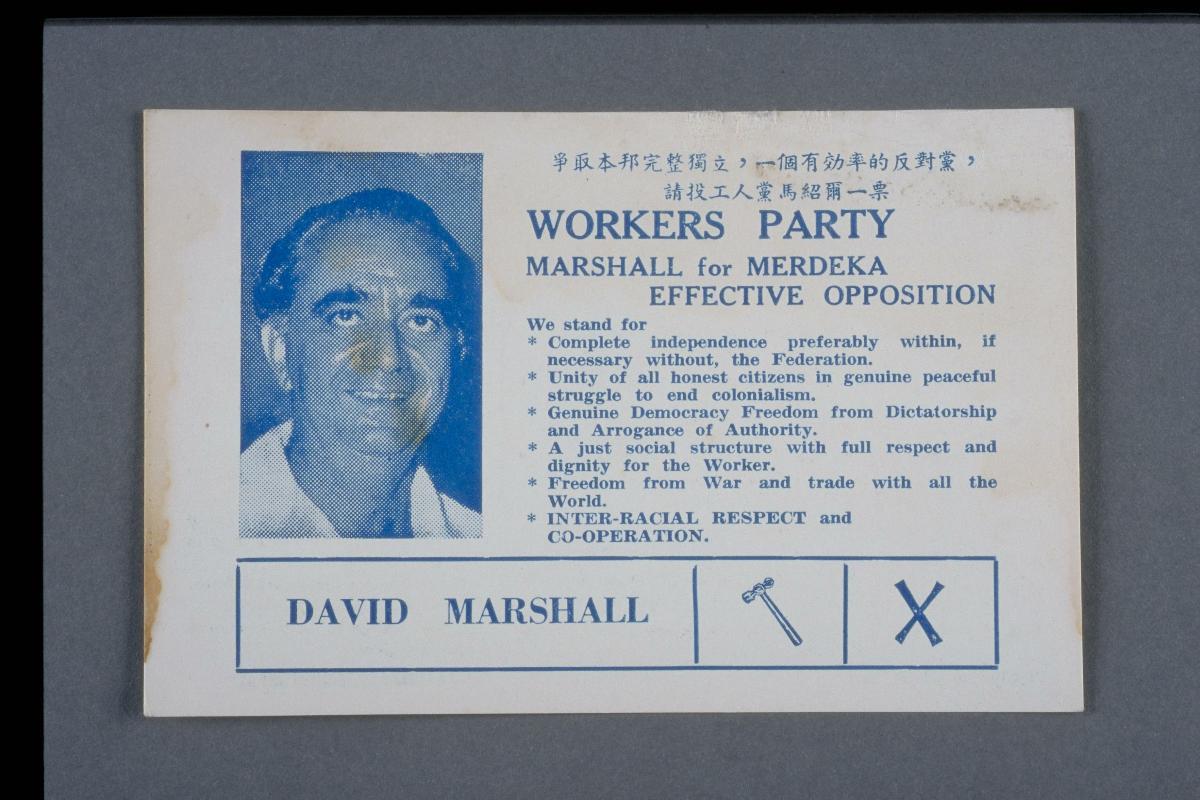 爭取本邦完整獨立，一個有効率的反對黨，
請投工人黨馬紹爾一票
WORKERS PARTY
MARSHALL for MERDEKA
EFFECTIVE OPPOSITION
We stand for
* Complete independence preferably within, if
necessary without, the Federation.
* Unity of all honest citizens in genuine peaceful
struggle to end colonialism.
* Genuine Democracy Freedom from Dictatorship
and Arrogance of Authority.
* A just social structure with full respect and
dignity for the Worker.
* Freedom from War and trade with all the
World.
* INTER-RACIAL RESPECT and
CO-OPERATION.
DAVID MARSHALL X